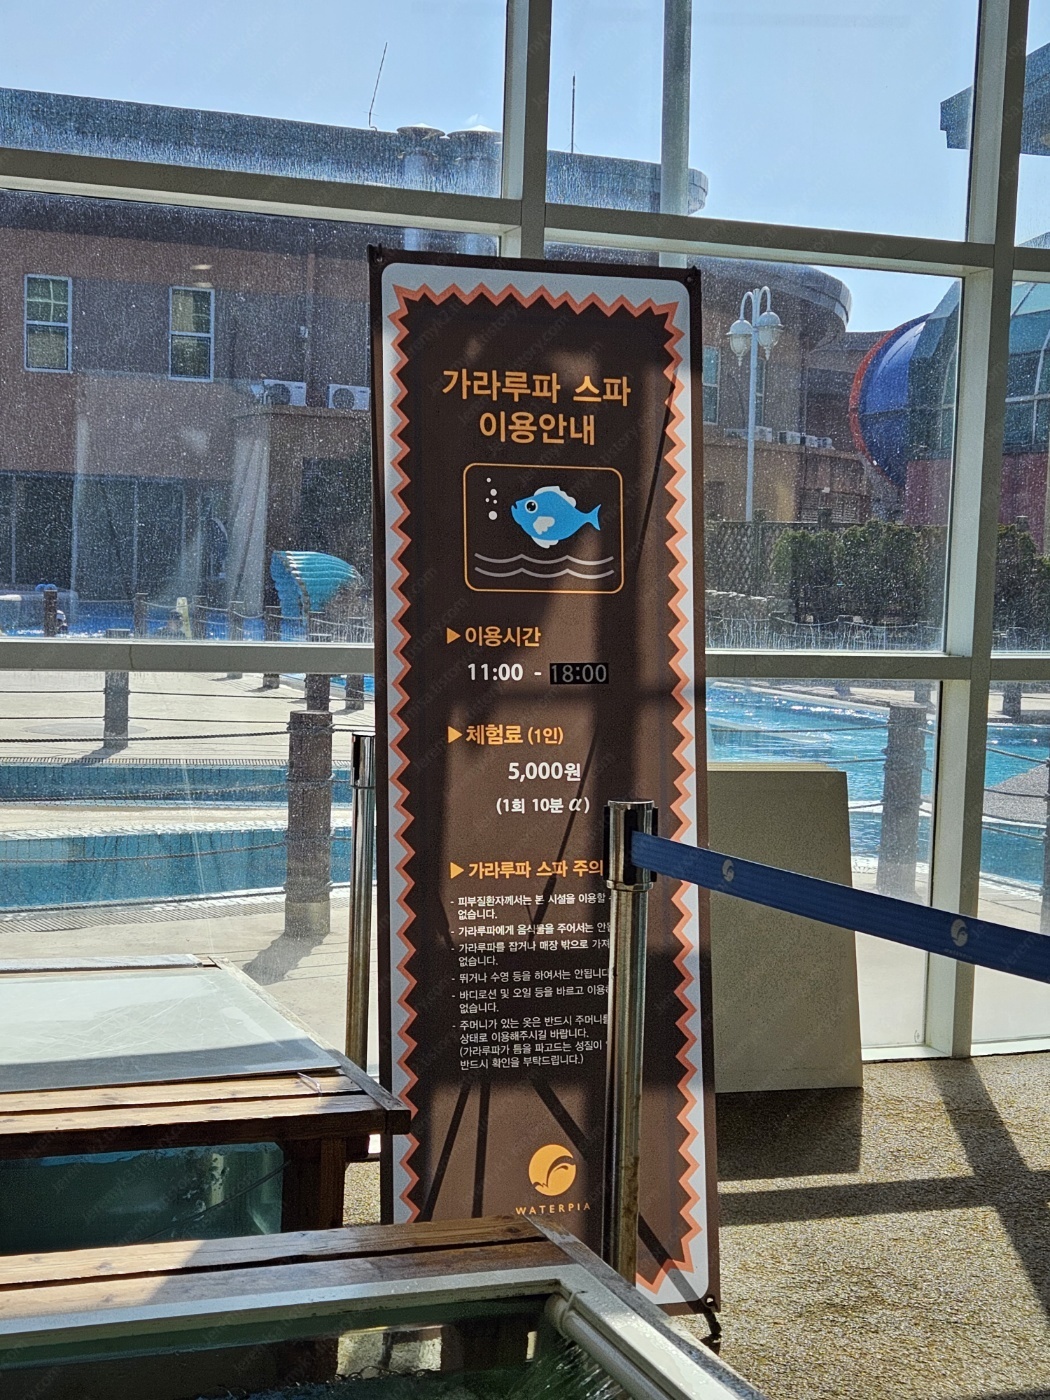 가라루파 스파
이용안내
▶이용시간
11:00 - 18:00
▶체험료 (1인)
5,000원
(1회 10분 α)
▶ 가라루파 스파 주의
- 피부질환자께서는 본 시설을 이용할
없습니다.
- 가라루파에게 음식물을 주어서는
- 가라루파를 잡거나 매장 밖으로
없습니다.
- 뛰거나 수영 등을 하여서는 안됩니다
- 바디로션 및 오일 등을 바르고
없습니다.
- 주머니가 있는 옷은 반드시 주머니를
상태로 이용해주시길 바랍니다.
(가라루파가 틈을 파고드는 성질이
반드시 확인을 부탁드립니다.)
WATERPIA